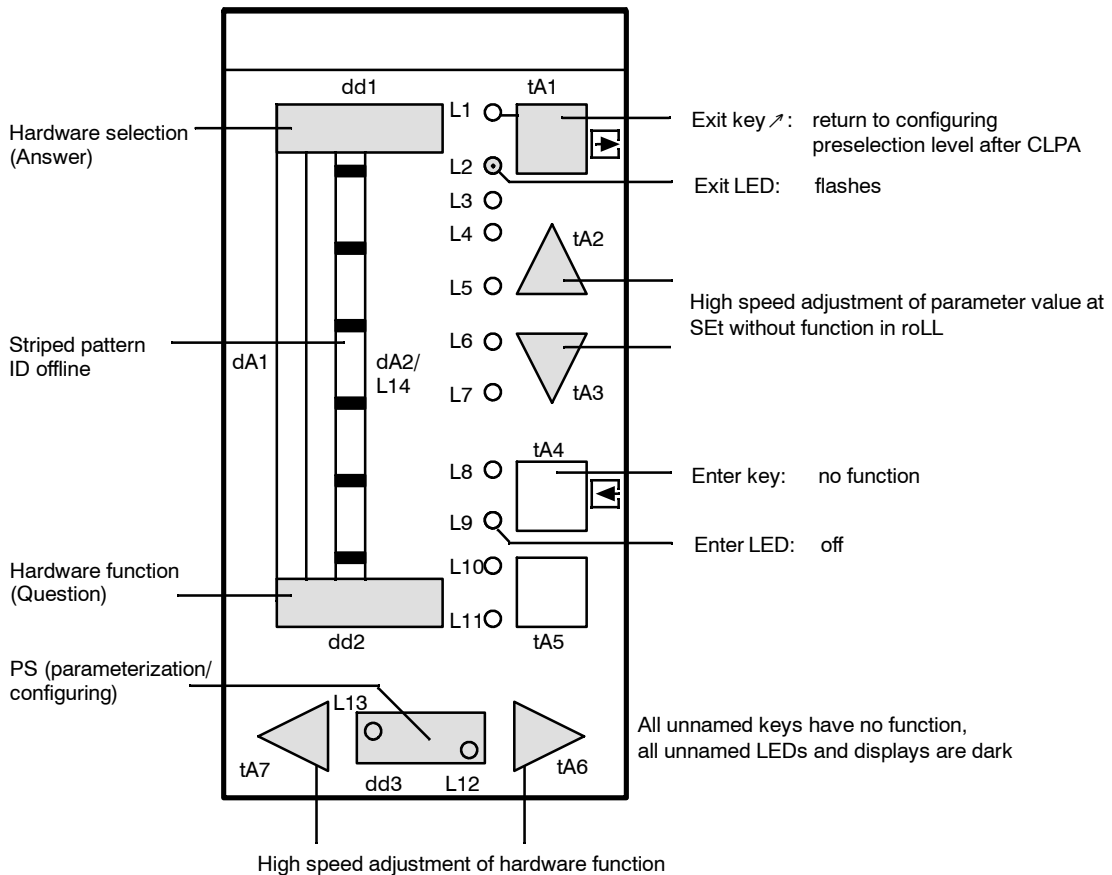 dd1
tA1
L1
Exit key ↗: return to configuring
preselection level after CLPA
Hardware selection
(Answer)
L2
Exit LED: flashes
L3
L4
tA2
L5
High speed adjustment of parameter value at
SEt without function in roLL
L6
Striped pattern
ID offline
dA1
dA2/
L14
L7
tA3
tA4
L8
Enter key: no function
L9
Enter LED: off
L10
Hardware function
(Question)
L11
dd2
tA5
PS (parameterization/
configuring)
L13
All unnamed keys have no function,
all unnamed LEDs and displays are dark
tA7
dd3
L12
tA6
High speed adjustment of hardware function